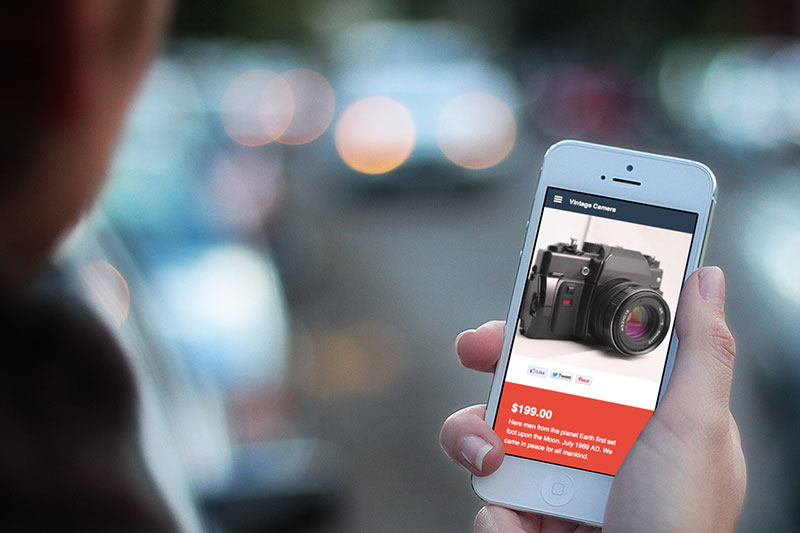 Vintage Camera
Like
Tweet
Pin it
$199.00
Here men from the planet Earth first set
foot upon the Moon. July 1969 AD. We
came in peace for all mankind.